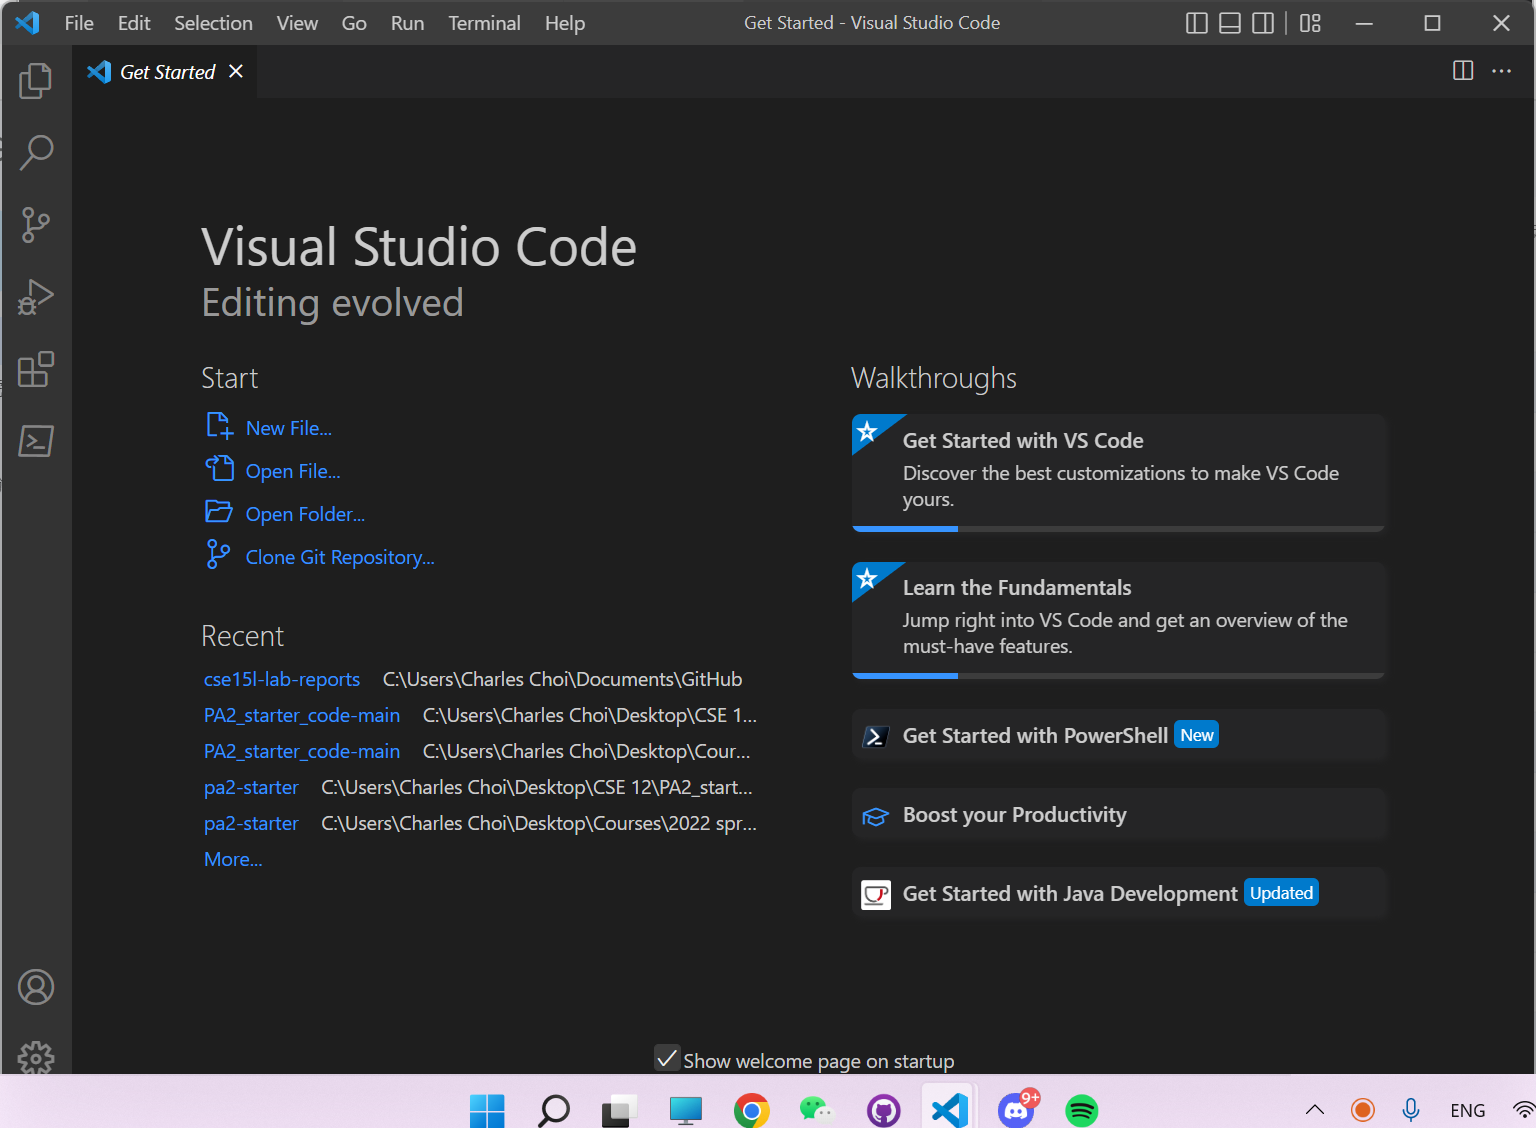 File Edit Selection View Go Run Terminal Help Get Started - Visual Studio Code
Get Started
Visual Studio Code
Editing evolved
Start
New File...
Open File...
Open Folder...
Clone Git Repository...
Recent
cse15l-lab-reports C:\Users\Charles Choi\Documents\GitHub
PA2_starter_code-main C:\Users\Charles Choi\Desktop\CSE 1...
PA2_starter_code-main C:\Users\Charles Choi\Desktop\Cour...
pa2-starter C:\Users\Charles Choi\Desktop\CSE 12\PA2_start...
pa2-starter C:\Users\Charles Choi\Desktop\Courses\2022 spr...
More...
Walkthroughs
Get Started with VS Code
Discover the best customizations to make VS Code
yours.
Learn the Fundamentals
Jump right into VS Code and get an overview of the
must-have features.
Get Started with PowerShell New
Boost your Productivity
Get Started with Java Development Updated
Show welcome page on startup
9+
ENG